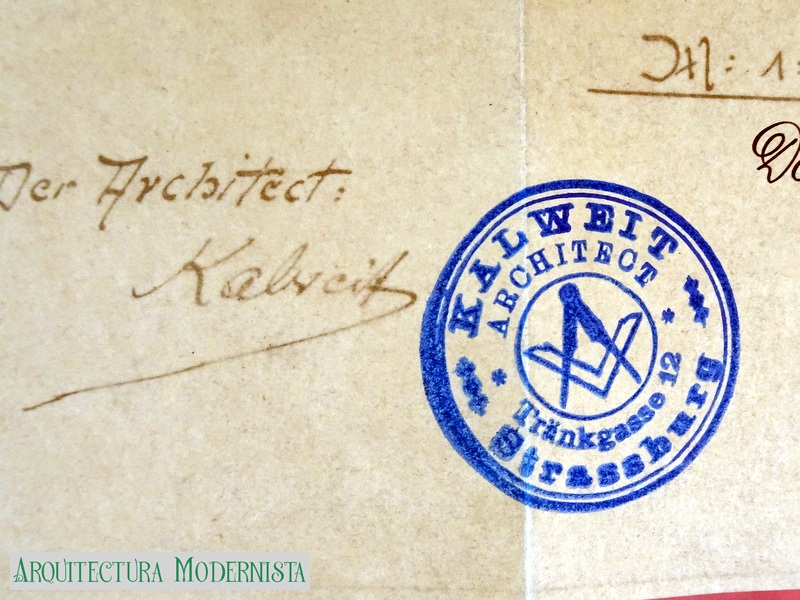 Der Architect:
Kalweit
KALWEIT
ARCHITECT
Tränkgasse 12
Strassburg
ARQUITECTURA MODERNISTA